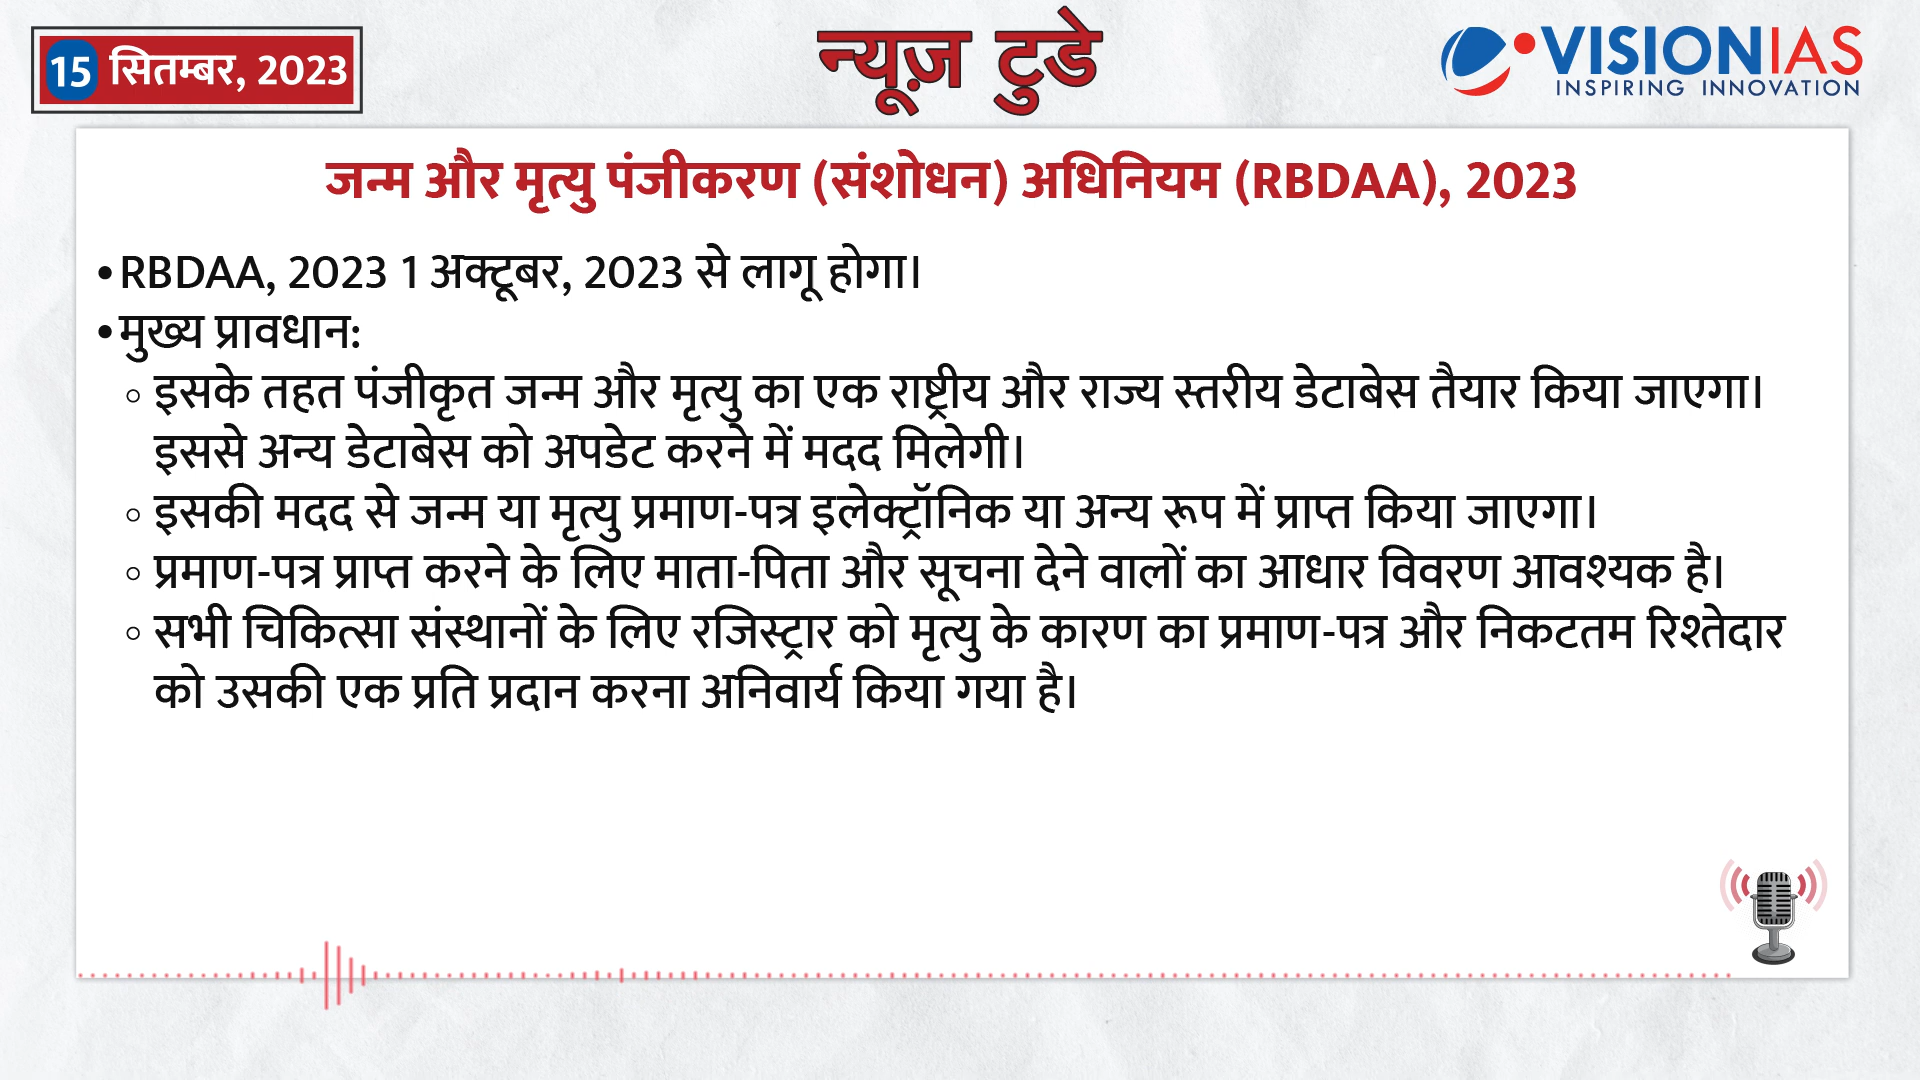 15 सितम्बर, 2023
न्यूज़ टुडे
VISIONIAS
INSPIRING INNOVATION
जन्म और मृत्यु पंजीकरण (संशोधन) अधिनियम (RBDAA), 2023
•RBDAA, 2023 1 अक्टूबर, 2023 से लागू होगा।
•मुख्य प्रावधान:
◦ इसके तहत पंजीकृत जन्म और मृत्यु का एक राष्ट्रीय और राज्य स्तरीय डेटाबेस तैयार किया जाएगा।
इससे अन्य डेटाबेस को अपडेट करने में मदद मिलेगी।
◦ इसकी मदद से जन्म या मृत्यु प्रमाण-पत्र इलेक्ट्रॉनिक या अन्य रूप में प्राप्त किया जाएगा।
◦ प्रमाण-पत्र प्राप्त करने के लिए माता-पिता और सूचना देने वालों का आधार विवरण आवश्यक है।
◦ सभी चिकित्सा संस्थानों के लिए रजिस्ट्रार को मृत्यु के कारण का प्रमाण-पत्र और निकटतम रिश्तेदार
को उसकी एक प्रति प्रदान करना अनिवार्य किया गया है।